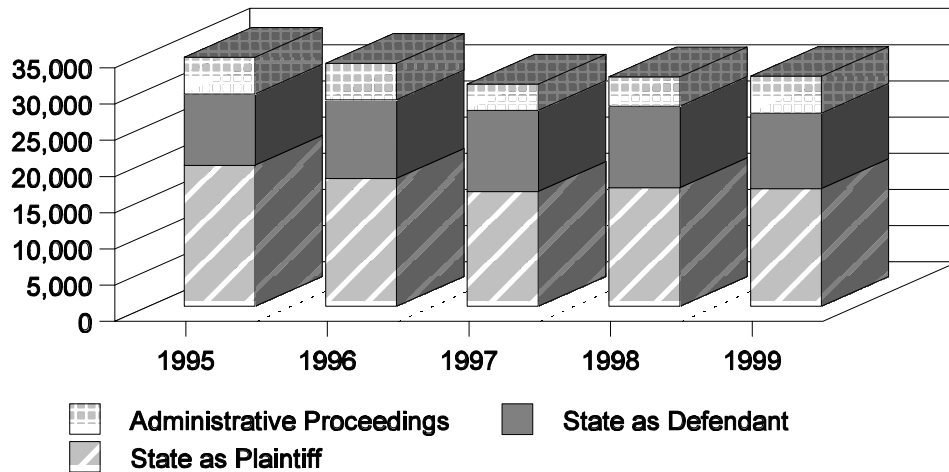 35,000
30,000
25,000
20,000
15,000
10,000
5,000
0
1995 1996 1997 1998 1999
Administrative Proceedings State as Defendant
State as Plaintiff